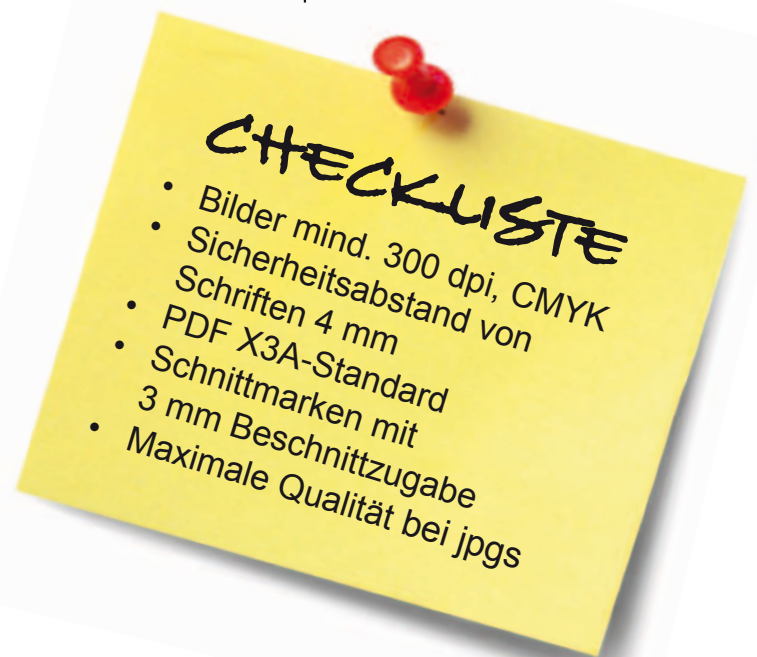 CHECKLISTE
• Bilder mind. 300 dpi, CMYK
• Sicherheitsabstand von
Schriften 4 mm
• PDF X3A-Standard
• Schnittmarken mit
3 mm Beschnittzugabe
• Maximale Qualität bei jpgs